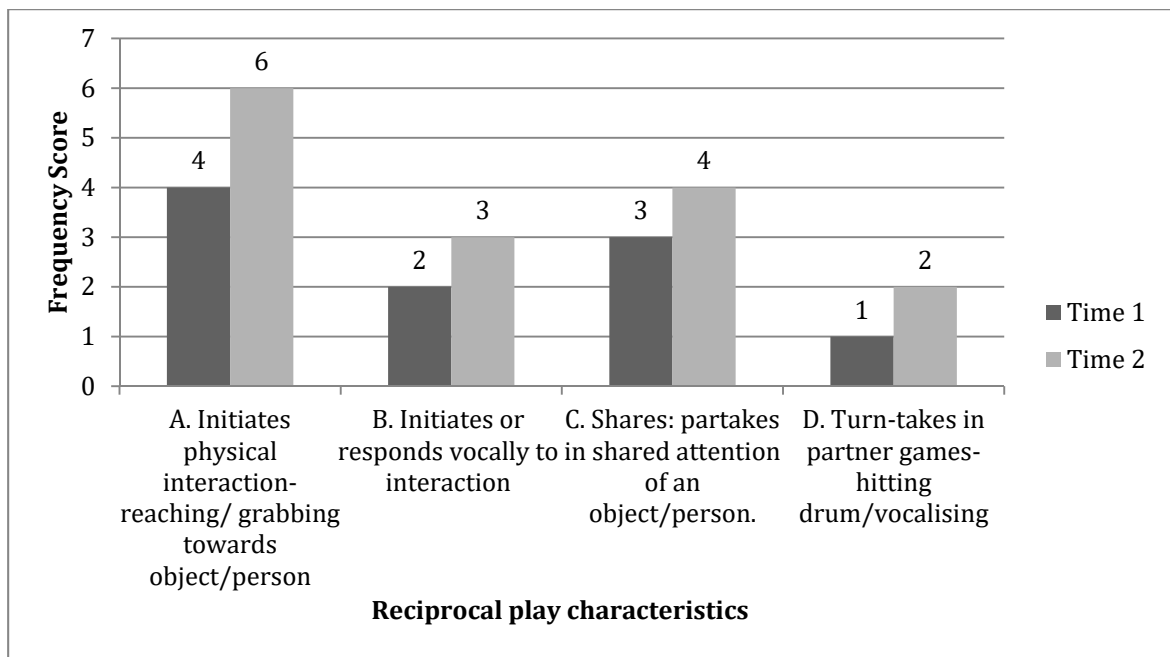 7
6
5
4
3
2
1
0
Frequency Score
4
6
2
3
3
4
1
2
Time 1
Time 2
A. Initiates
physical
interaction-
reaching/ grabbing
towards
object/person
B. Initiates or
responds vocally to
interaction
C. Shares: partakes
in shared attention
of an
object/person.
D. Turn-takes in
partner games-
hitting
drum/vocalising
Reciprocal play characteristics